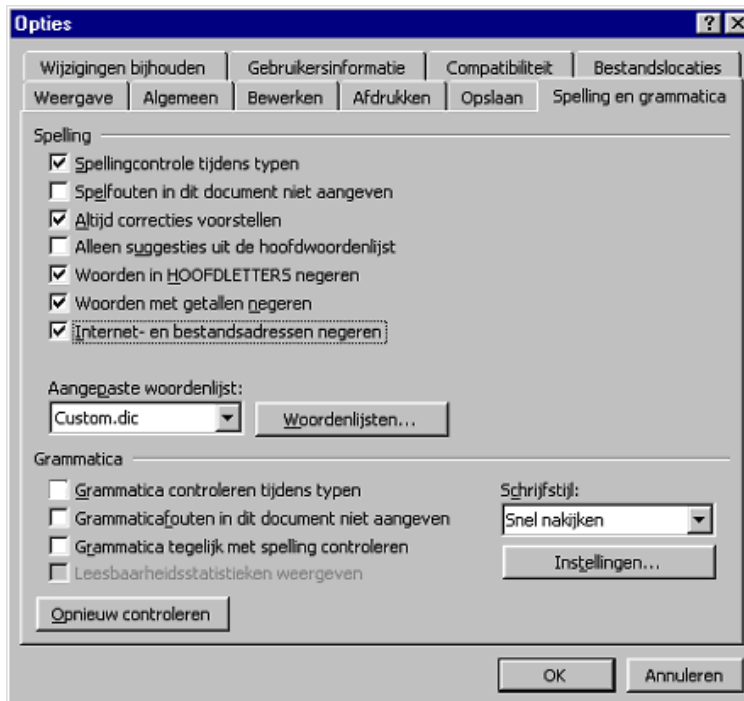 Opties
Wijzigingen bijhouden Gebruikersinformatie Compatibiliteit Bestandslocaties
Weergave Algemeen Bewerken Afdrukken Opslaan Spelling en grammatica
Spelling
Spellingcontrole tijdens typen
Spelfouten in dit document niet aangeven
Altijd correcties voorstellen
Alleen suggesties uit de hoofdwoordenlijst
Woorden in HOOFDLETTERS negeren
Woorden met getallen negeren
Internet- en bestandsadressen negeren
Aangepaste woordenlijst:
Custom.dic Woordenlijsten...
Grammatica
Grammatica controleren tijdens typen Schrijfstijl:
Grammaticafouten in dit document niet aangeven Snel nakijken
Grammatica tegelijk met spelling controleren
Leesbaarheidsstatistieken weergeven Instellingen...
Opnieuw controleren
OK Annuleren